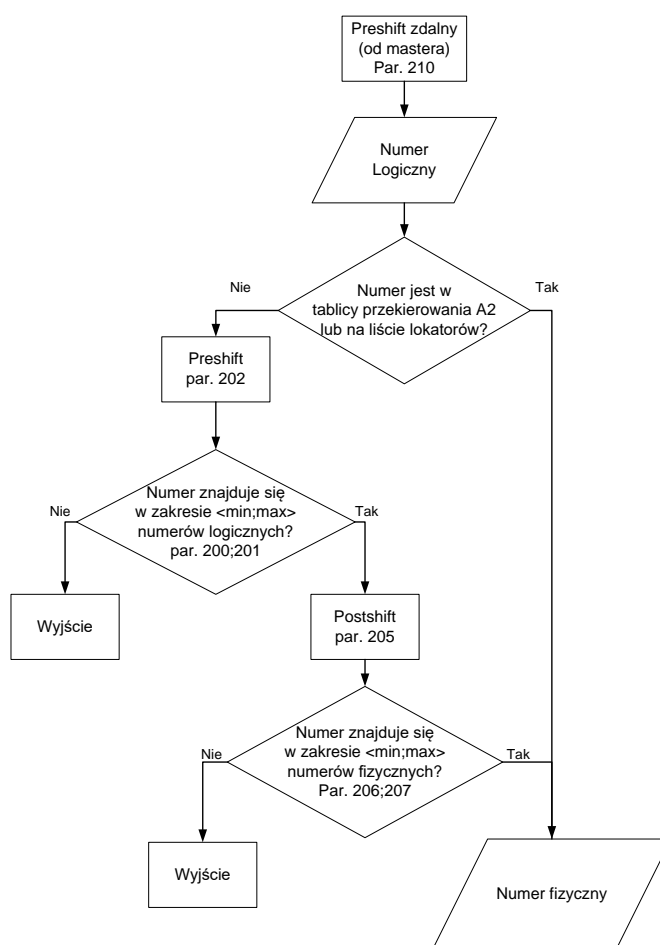 Preshift zdalny
(od mastera)
Par. 210
Numer
Logiczny
Numer jest w
tablicy przekierowania A2
lub na liście lokatorów?
Nie
Tak
Preshift
par. 202
Numer znajduje się
w zakresie <min;max>
numerów logicznych?
par. 200;201
Nie
Tak
Wyjście
Postshift
par. 205
Numer znajduje się
w zakresie <min;max>
numerów fizycznych?
Par. 206;207
Nie
Tak
Wyjście
Numer fizyczny